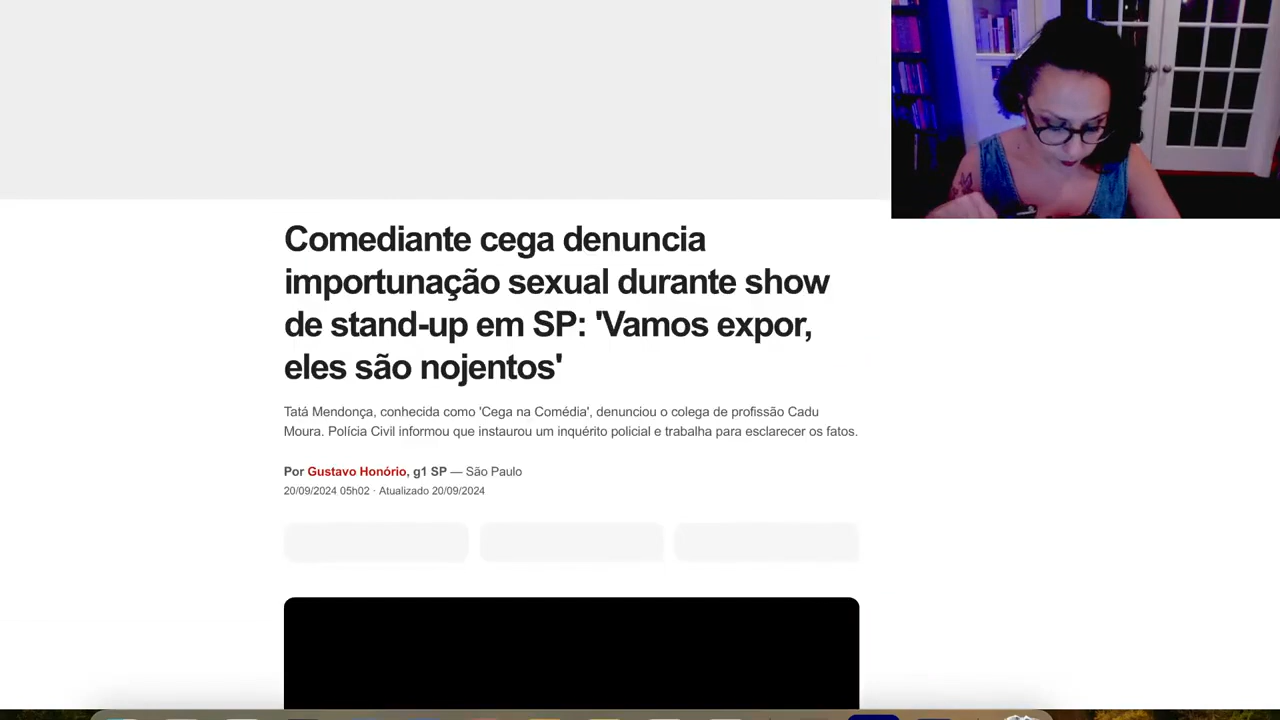 Comediante cega denuncia
importunação sexual durante show
de stand-up em SP: 'Vamos expor,
eles são nojentos'
Tatá Mendonça, conhecida como 'Cega na Comédia', denunciou o colega de profissão Cadu
Moura. Polícia Civil informou que instaurou um inquérito policial e trabalha para esclarecer os fatos.
Por Gustavo Honório, g1 SP — São Paulo
20/09/2024 05h02 · Atualizado 20/09/2024